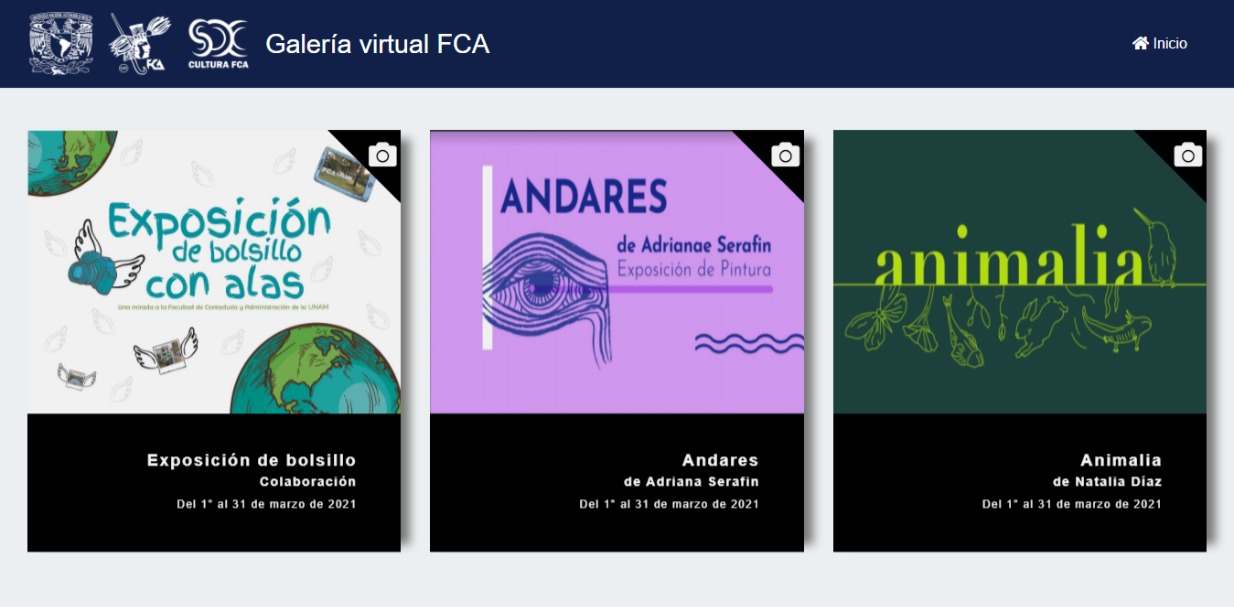 FCA
CULTURA FCA
Galería virtual FCA
Inicio
FCA UNAM
Exposición
de bolsillo
con alas
Una mirada a la Facultad de Contaduría y Administración de la UNAM
ANDARES
de Adrianae Serafin
Exposición de Pintura
animalia
Exposición de bolsillo
Colaboración
Del 1° al 31 de marzo de 2021
Andares
de Adriana Serafin
Del 1° al 31 de marzo de 2021
Animalia
de Natalia Díaz
Del 1° al 31 de marzo de 2021